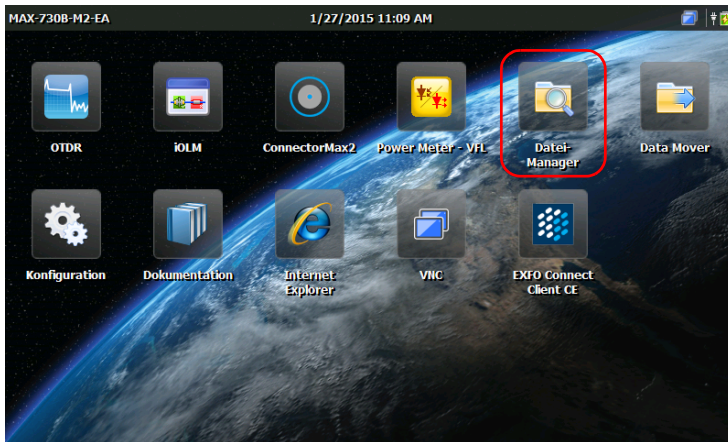 MAX-730B-M2-EA
1/27/2015 11:09 AM
OTDR
iOLM
ConnectorMax2
Power Meter - VFL
Datei-
Manager
Data Mover
Konfiguration
Dokumentation
Internet
Explorer
VNC
EXFO Connect
Client CE